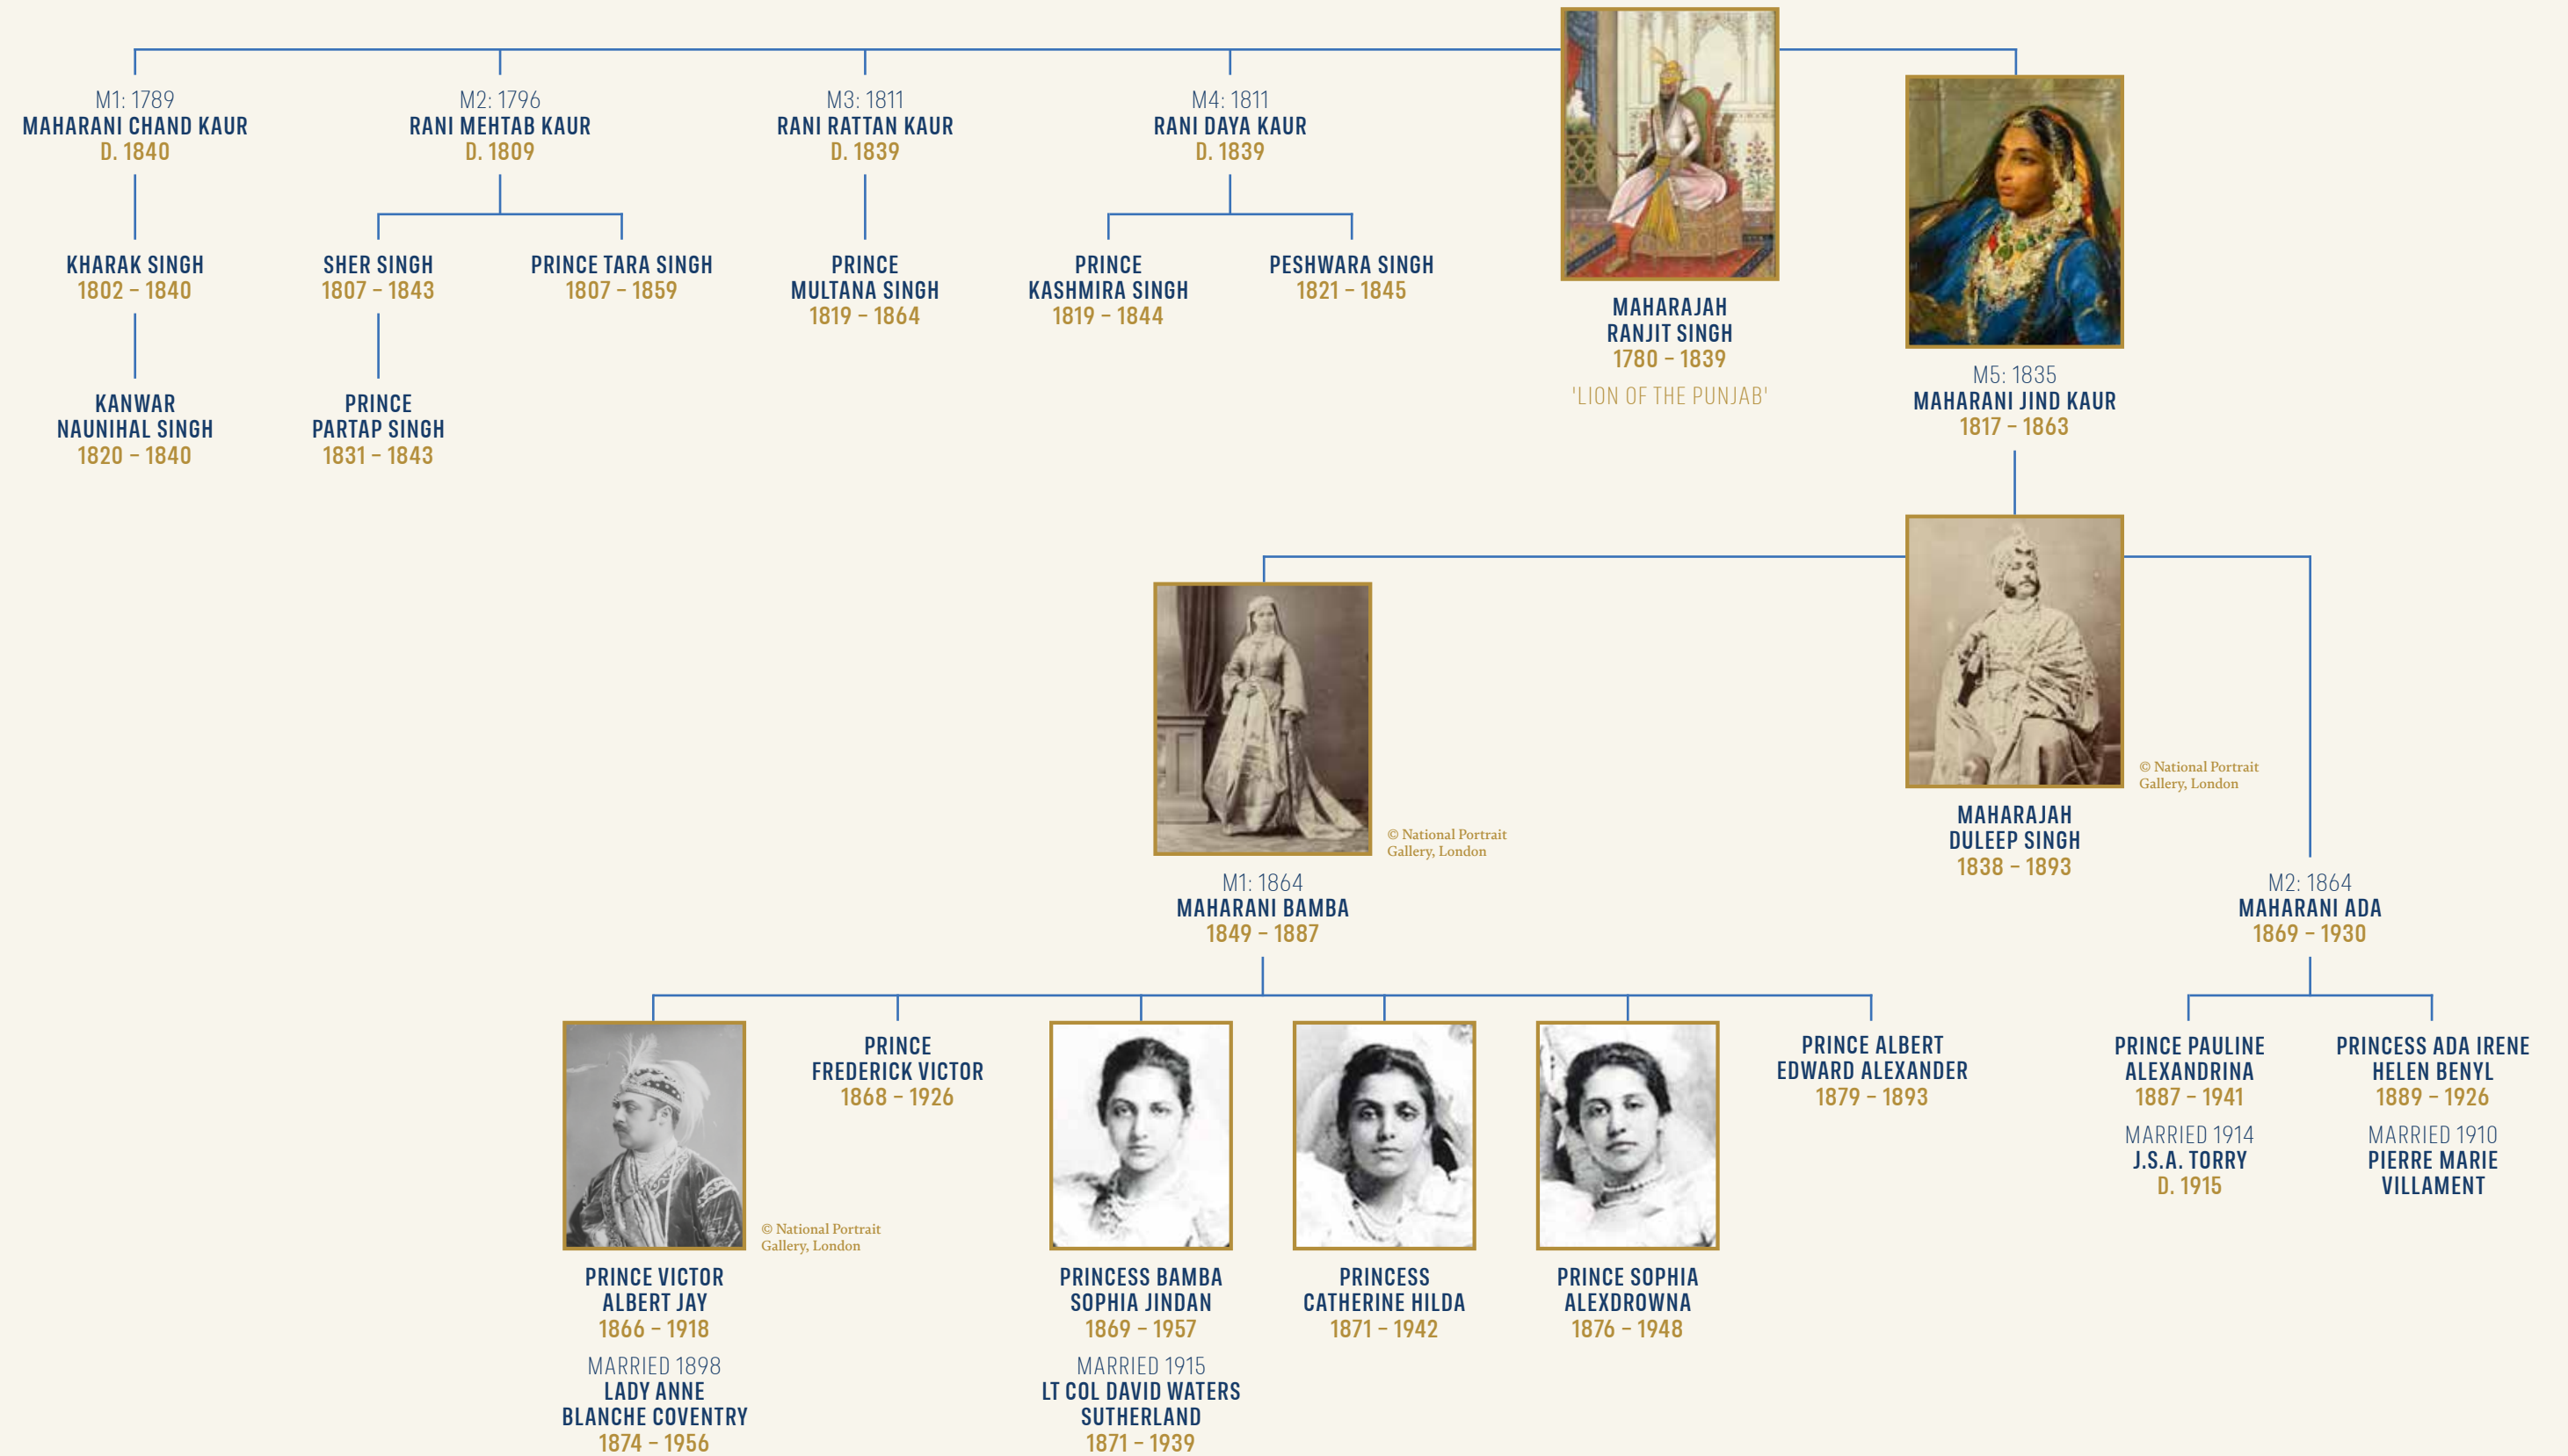 M1: 1789
MAHARANI CHAND KAUR
D. 1840
M2: 1796
RANI MEHTAB KAUR
D. 1809
M3: 1811
RANI RATTAN KAUR
D. 1839
M4: 1811
RANI DAYA KAUR
D. 1839
KHARAK SINGH
1802 – 1840
SHER SINGH
1807 – 1843
PRINCE TARA SINGH
1807 – 1859
PRINCE
MULTANA SINGH
1819 – 1864
PRINCE
KASHMIRA SINGH
1819 – 1844
PESHWARA SINGH
1821 – 1845
MAHARAJAH
RANJIT SINGH
1780 – 1839
'LION OF THE PUNJAB'
M5: 1835
MAHARANI JIND KAUR
1817 – 1863
KANWAR
NAUNIHAL SINGH
1820 – 1840
PRINCE
PARTAP SINGH
1831 – 1843
© National Portrait
Gallery, London
MAHARAJAH
DULEEP SINGH
1838 – 1893
© National Portrait
Gallery, London
M1: 1864
MAHARANI BAMBA
1849 – 1887
M2: 1864
MAHARANI ADA
1869 – 1930
PRINCE VICTOR
ALBERT JAY
1866 – 1918
MARRIED 1898
LADY ANNE
BLANCHE COVENTRY
1874 – 1956
© National Portrait
Gallery, London
PRINCE
FREDERICK VICTOR
1868 – 1926
PRINCESS BAMBA
SOPHIA JINDAN
1869 – 1957
MARRIED 1915
LT COL DAVID WATERS
SUTHERLAND
1871 – 1939
PRINCESS
CATHERINE HILDA
1871 – 1942
PRINCE SOPHIA
ALEXDROWNA
1876 – 1948
PRINCE ALBERT
EDWARD ALEXANDER
1879 – 1893
PRINCE PAULINE
ALEXANDRINA
1887 – 1941
MARRIED 1914
J.S.A. TORRY
D. 1915
PRINCESS ADA IRENE
HELEN BENYL
1889 – 1926
MARRIED 1910
PIERRE MARIE
VILLAMENT